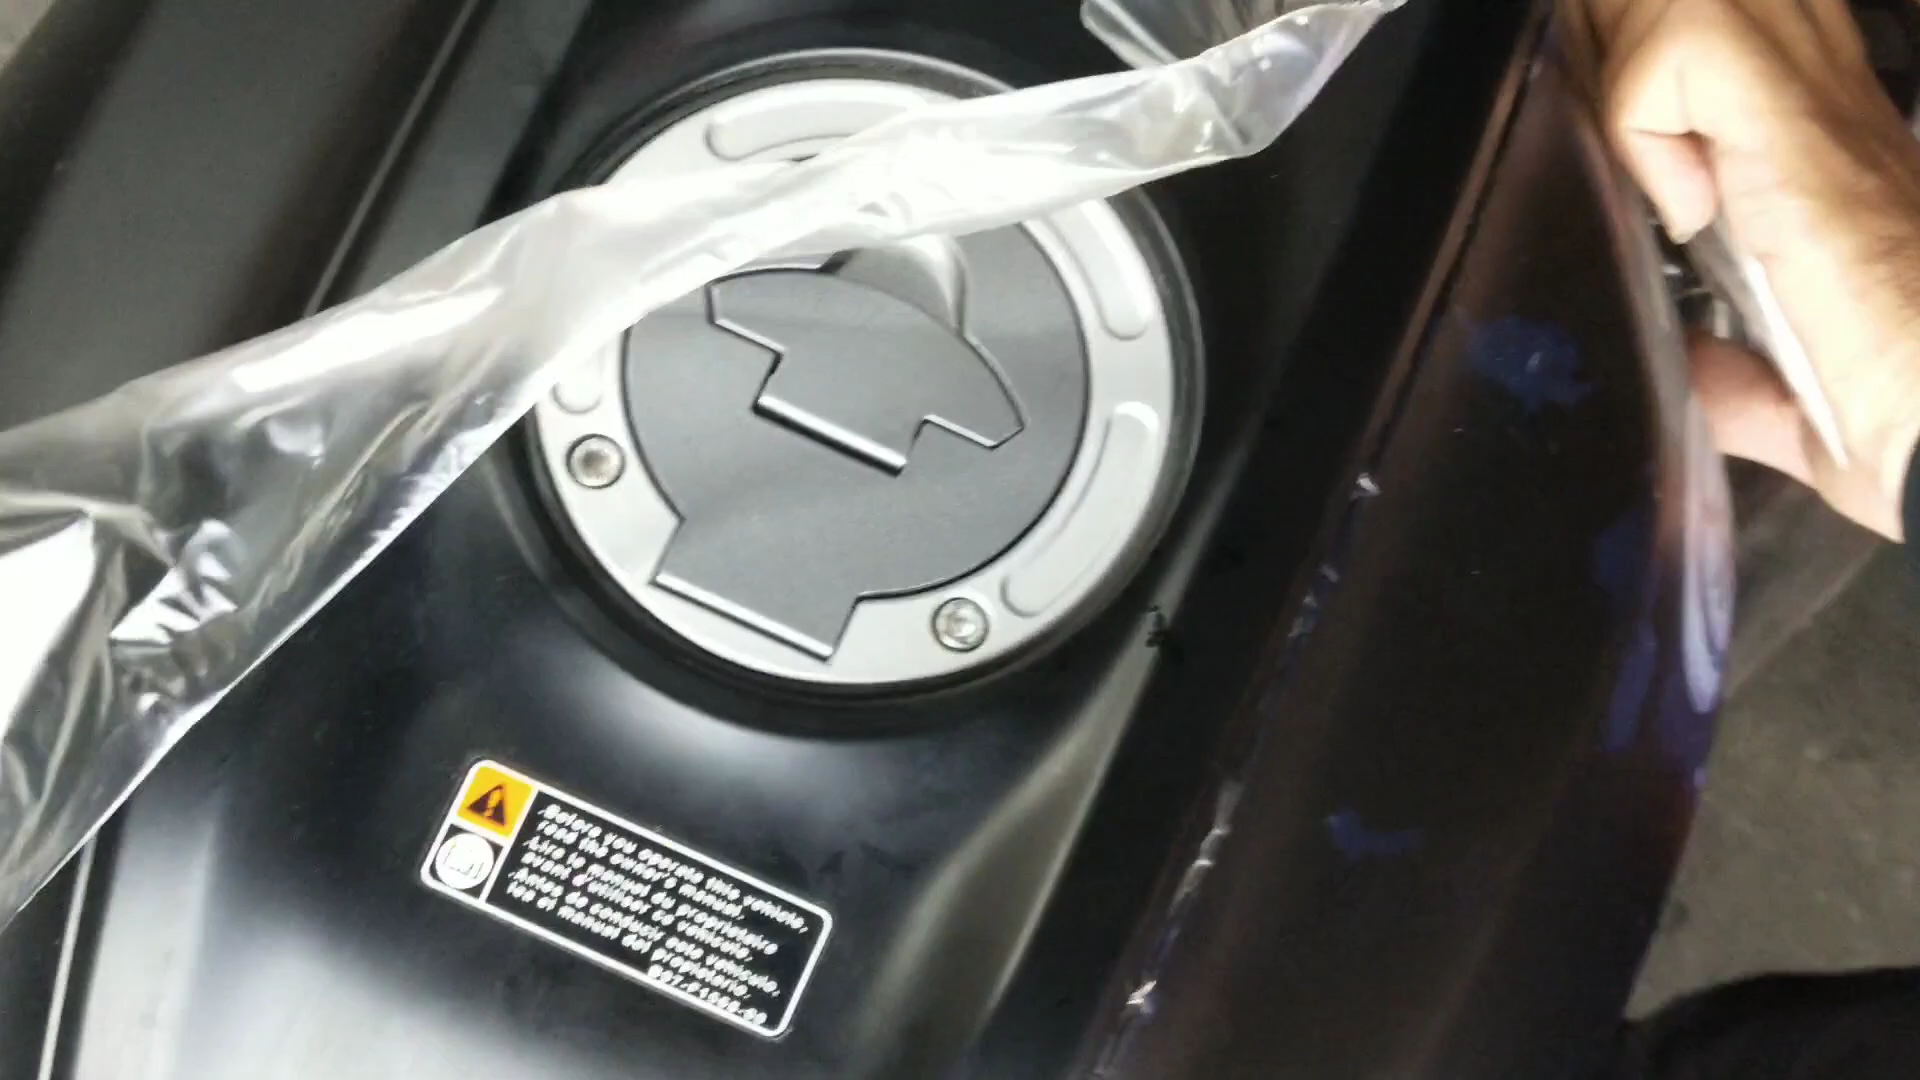 Before you operate this vehicle,
read the owner's manual.
Lire le manuel du propriétaire
avant d'utiliser ce véhicule.
Antes de conducir este vehículo,
lea el manual del propietario.